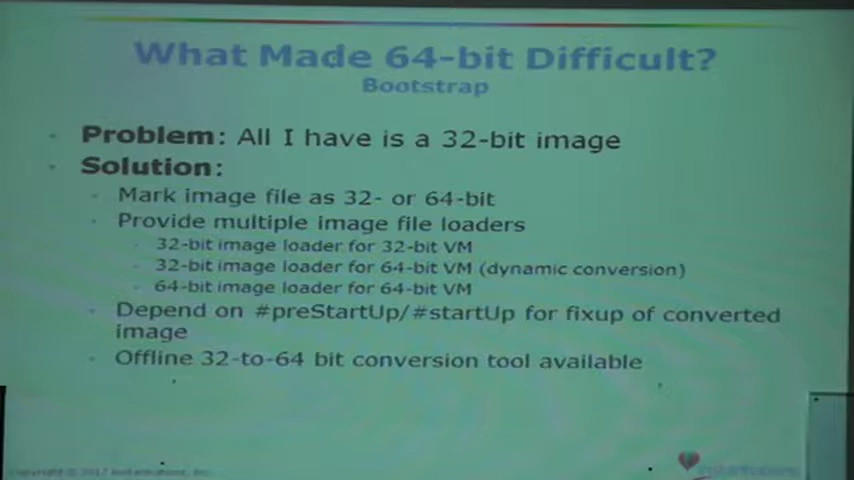 What Made 64-bit Difficult?
Bootstrap
Problem: All I have is a 32-bit image
Solution:
Mark image file as 32- or 64-bit
Provide multiple image file loaders
32-bit image loader for 32-bit VM
32-bit image loader for 64-bit VM (dynamic conversion)
64-bit image loader for 64-bit VM
Depend on #preStartUp/#startUp for fixup of converted
image
Offline 32-to-64 bit conversion tool available
Copyright © 2017